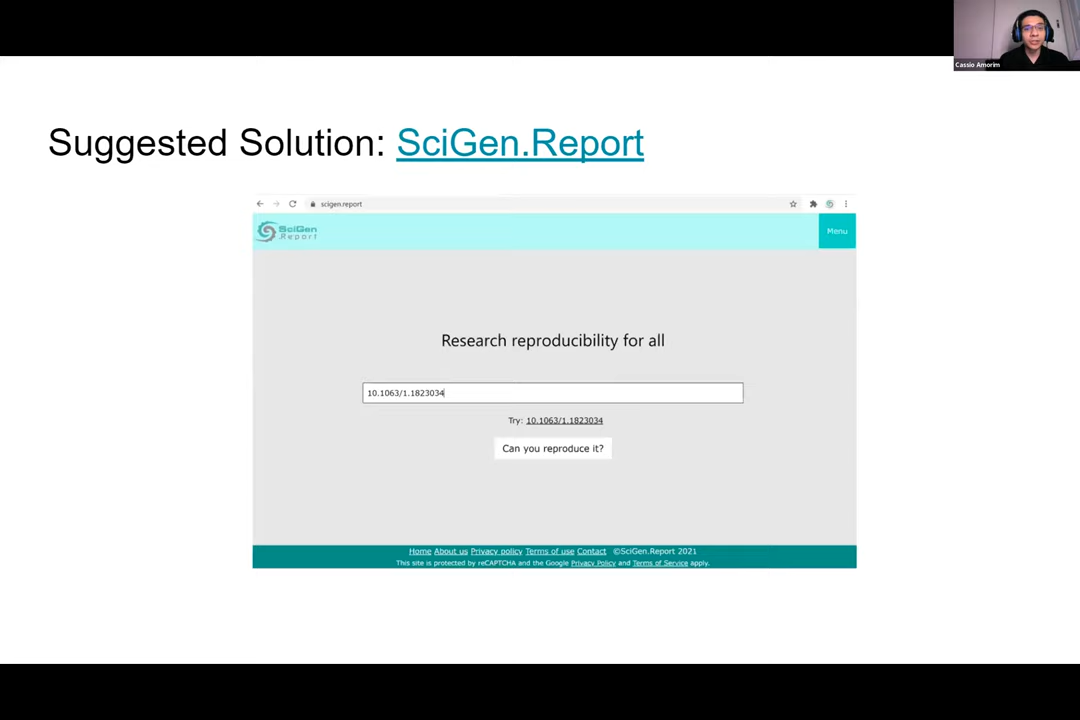 Cassio Amorim
Suggested Solution: SciGen.Report
scigen.report
SciGen
.Report
Menu
Research reproducibility for all
10.1063/1.1823034
Try: 10.1063/1.1823034
Can you reproduce it?
Home About us Privacy policy Terms of use Contact ©SciGen.Report 2021
This site is protected by reCAPTCHA and the Google Privacy Policy and Terms of Service apply.